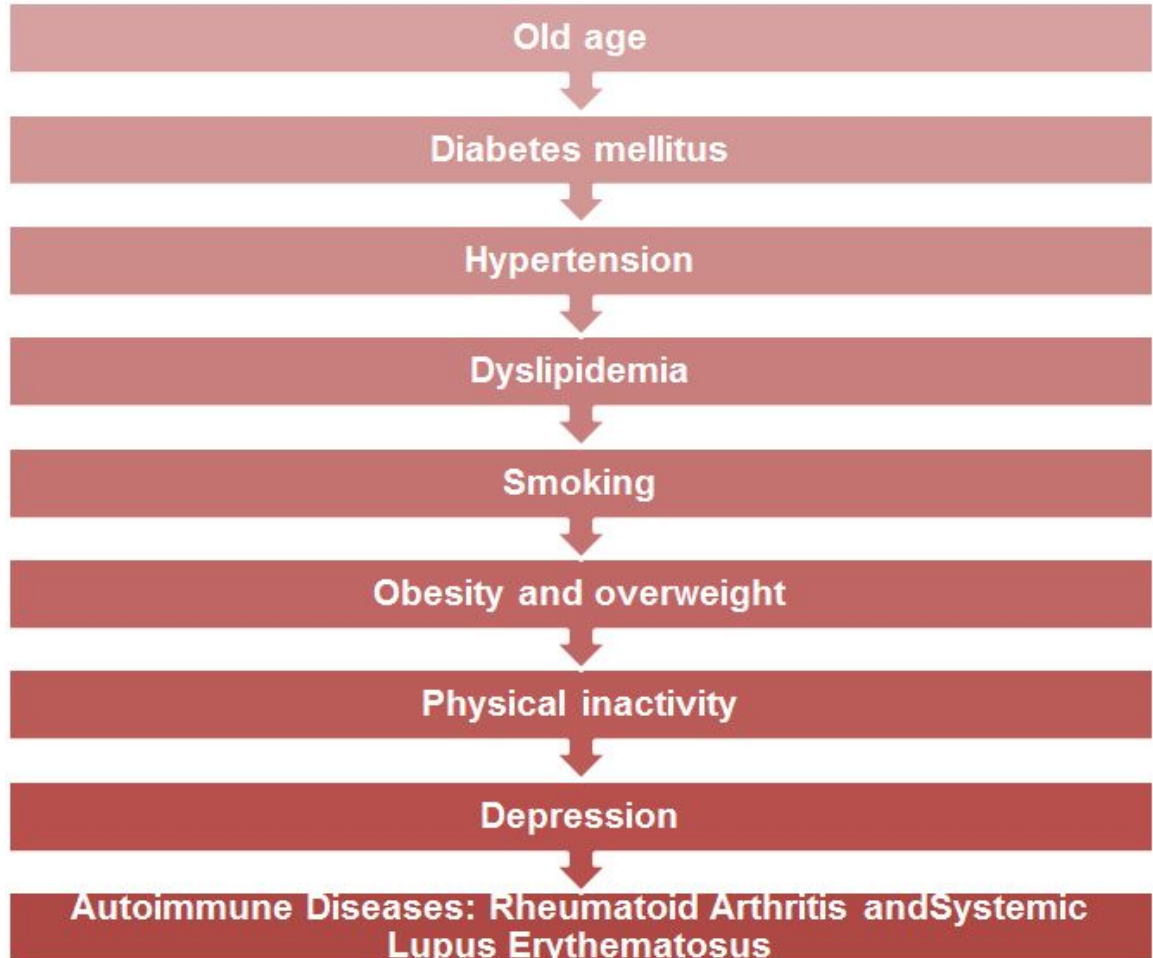 Old age
Diabetes mellitus
Hypertension
Dyslipidemia
Smoking
Obesity and overweight
Physical inactivity
Depression
Autoimmune Diseases: Rheumatoid Arthritis andSystemic
Lupus Erythematosus